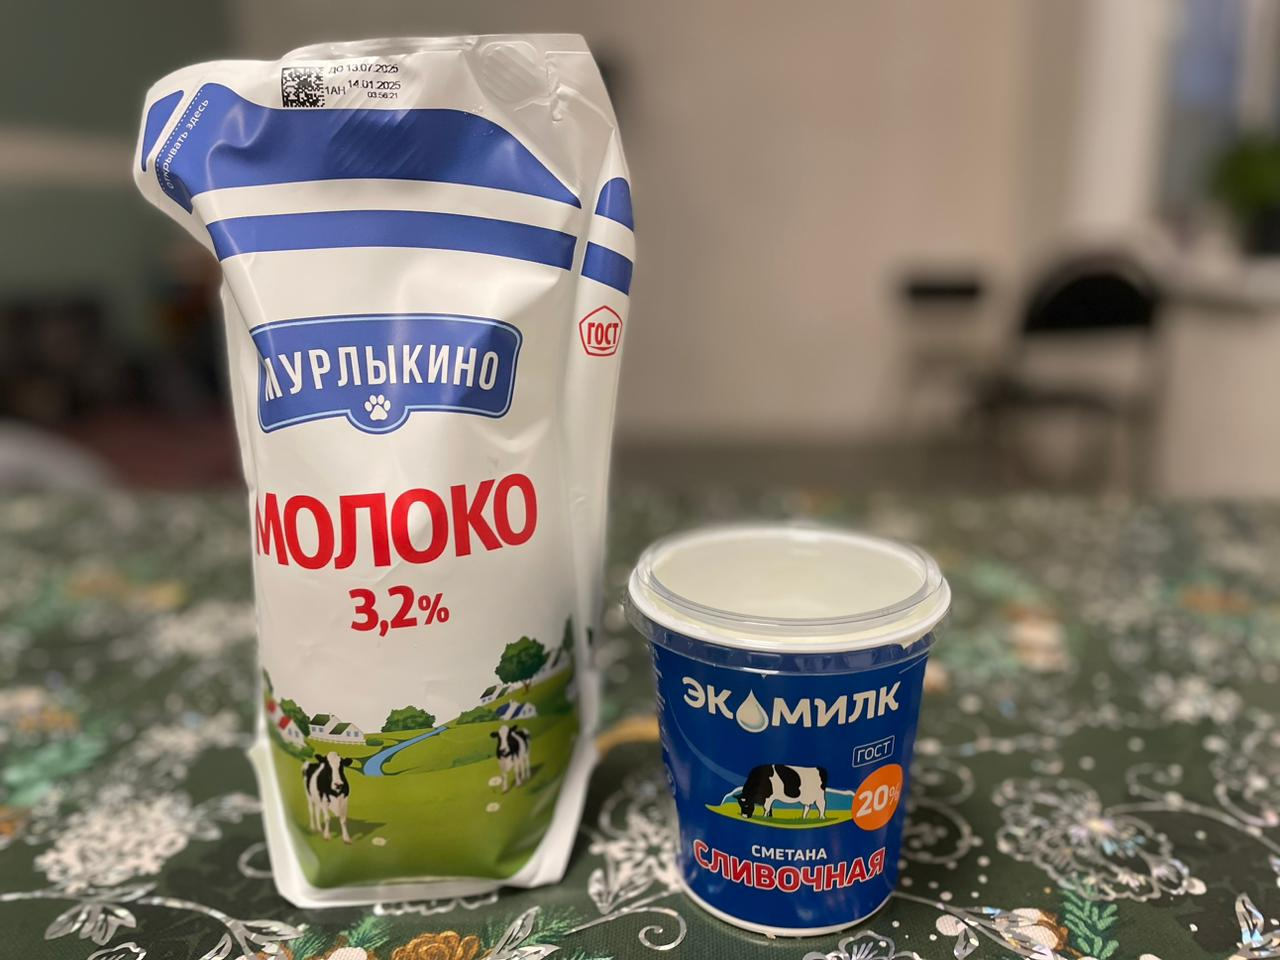 ДО 13.07.2025
1АН 14.01.2025
03:56:21
открывать здесь
МУРЛЫКИНО
ГОСТ
МОЛОКО
3,2%
ЭКОМИЛК
ГОСТ
20%
СМЕТАНА
СЛИВОЧНАЯ